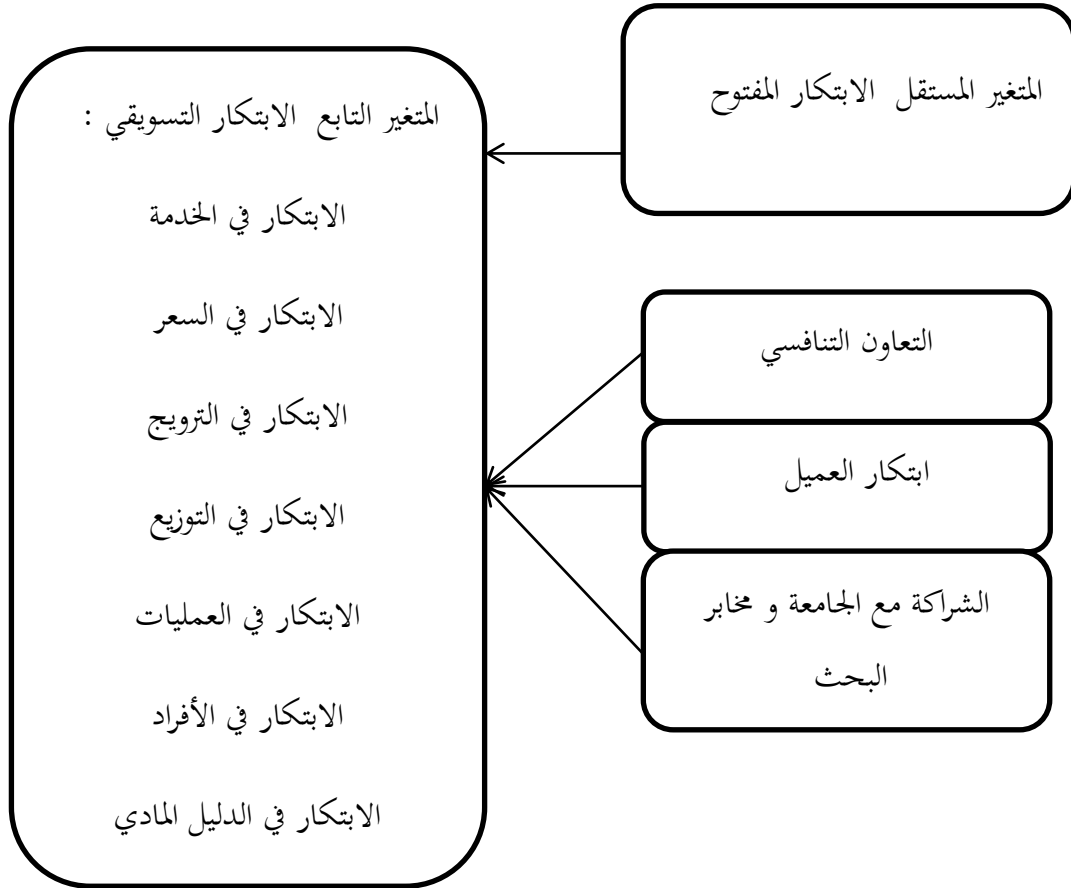 المتغير المستقل الابتكار المفتوح
المتغير التابع الابتكار التسويقي :
الابتكار في الخدمة
الابتكار في السعر
الابتكار في الترويج
الابتكار في التوزيع
الابتكار في العمليات
الابتكار في الأفراد
الابتكار في الدليل المادي
التعاون التنافسي
ابتكار العميل
الشراكة مع الجامعة و مخابر
البحث